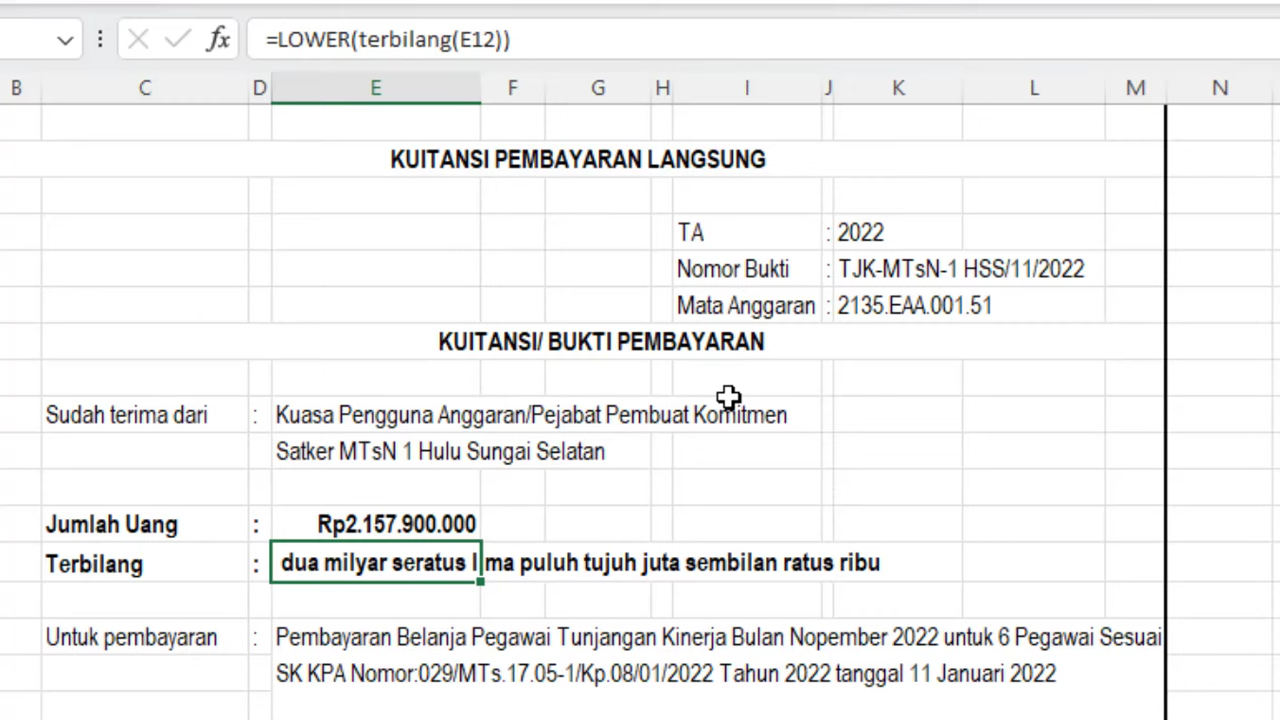 fx =LOWER(terbilang(E12))
B C D E F G H I J K L M N
KUITANSI PEMBAYARAN LANGSUNG
TA : 2022
Nomor Bukti : TJK-MTsN-1 HSS/11/2022
Mata Anggaran : 2135.EAA.001.51
KUITANSI/ BUKTI PEMBAYARAN
Sudah terima dari : Kuasa Pengguna Anggaran/Pejabat Pembuat Komitmen
Satker MTsN 1 Hulu Sungai Selatan
Jumlah Uang : Rp2.157.900.000
Terbilang : dua milyar seratus lima puluh tujuh juta sembilan ratus ribu
Untuk pembayaran : Pembayaran Belanja Pegawai Tunjangan Kinerja Bulan Nopember 2022 untuk 6 Pegawai Sesuai
SK KPA Nomor:029/MTs.17.05-1/Kp.08/01/2022 Tahun 2022 tanggal 11 Januari 2022